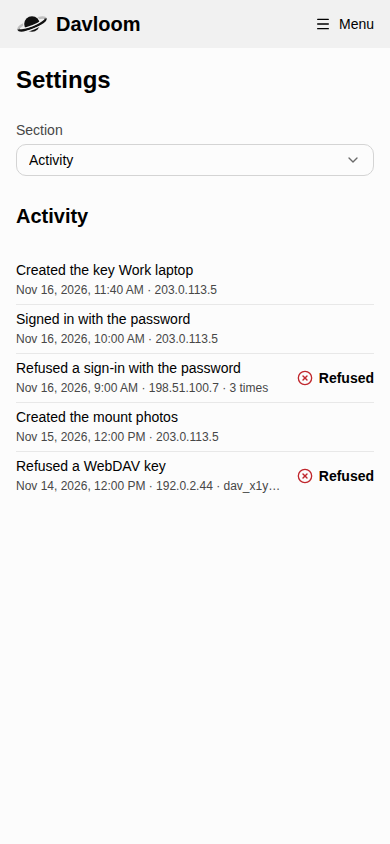 Davloom
Menu
Settings
Section
Activity
Activity
Created the key Work laptop
Nov 16, 2026, 11:40 AM · 203.0.113.5
Signed in with the password
Nov 16, 2026, 10:00 AM · 203.0.113.5
Refused a sign-in with the password
Nov 16, 2026, 9:00 AM · 198.51.100.7 · 3 times
Refused
Created the mount photos
Nov 15, 2026, 12:00 PM · 203.0.113.5
Refused a WebDAV key
Nov 14, 2026, 12:00 PM · 192.0.2.44 · dav_x1y…
Refused